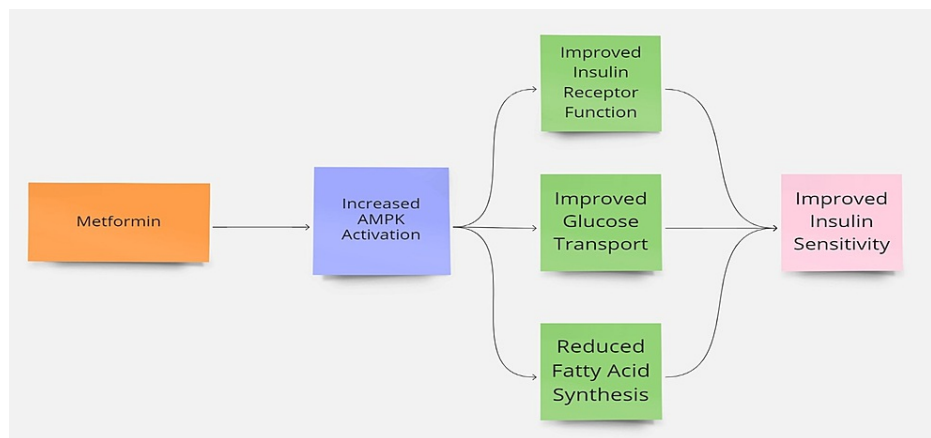 Metformin
Increased
AMPK
Activation
Improved
Insulin
Receptor
Function
Improved
Glucose
Transport
Reduced
Fatty Acid
Synthesis
Improved
Insulin
Sensitivity